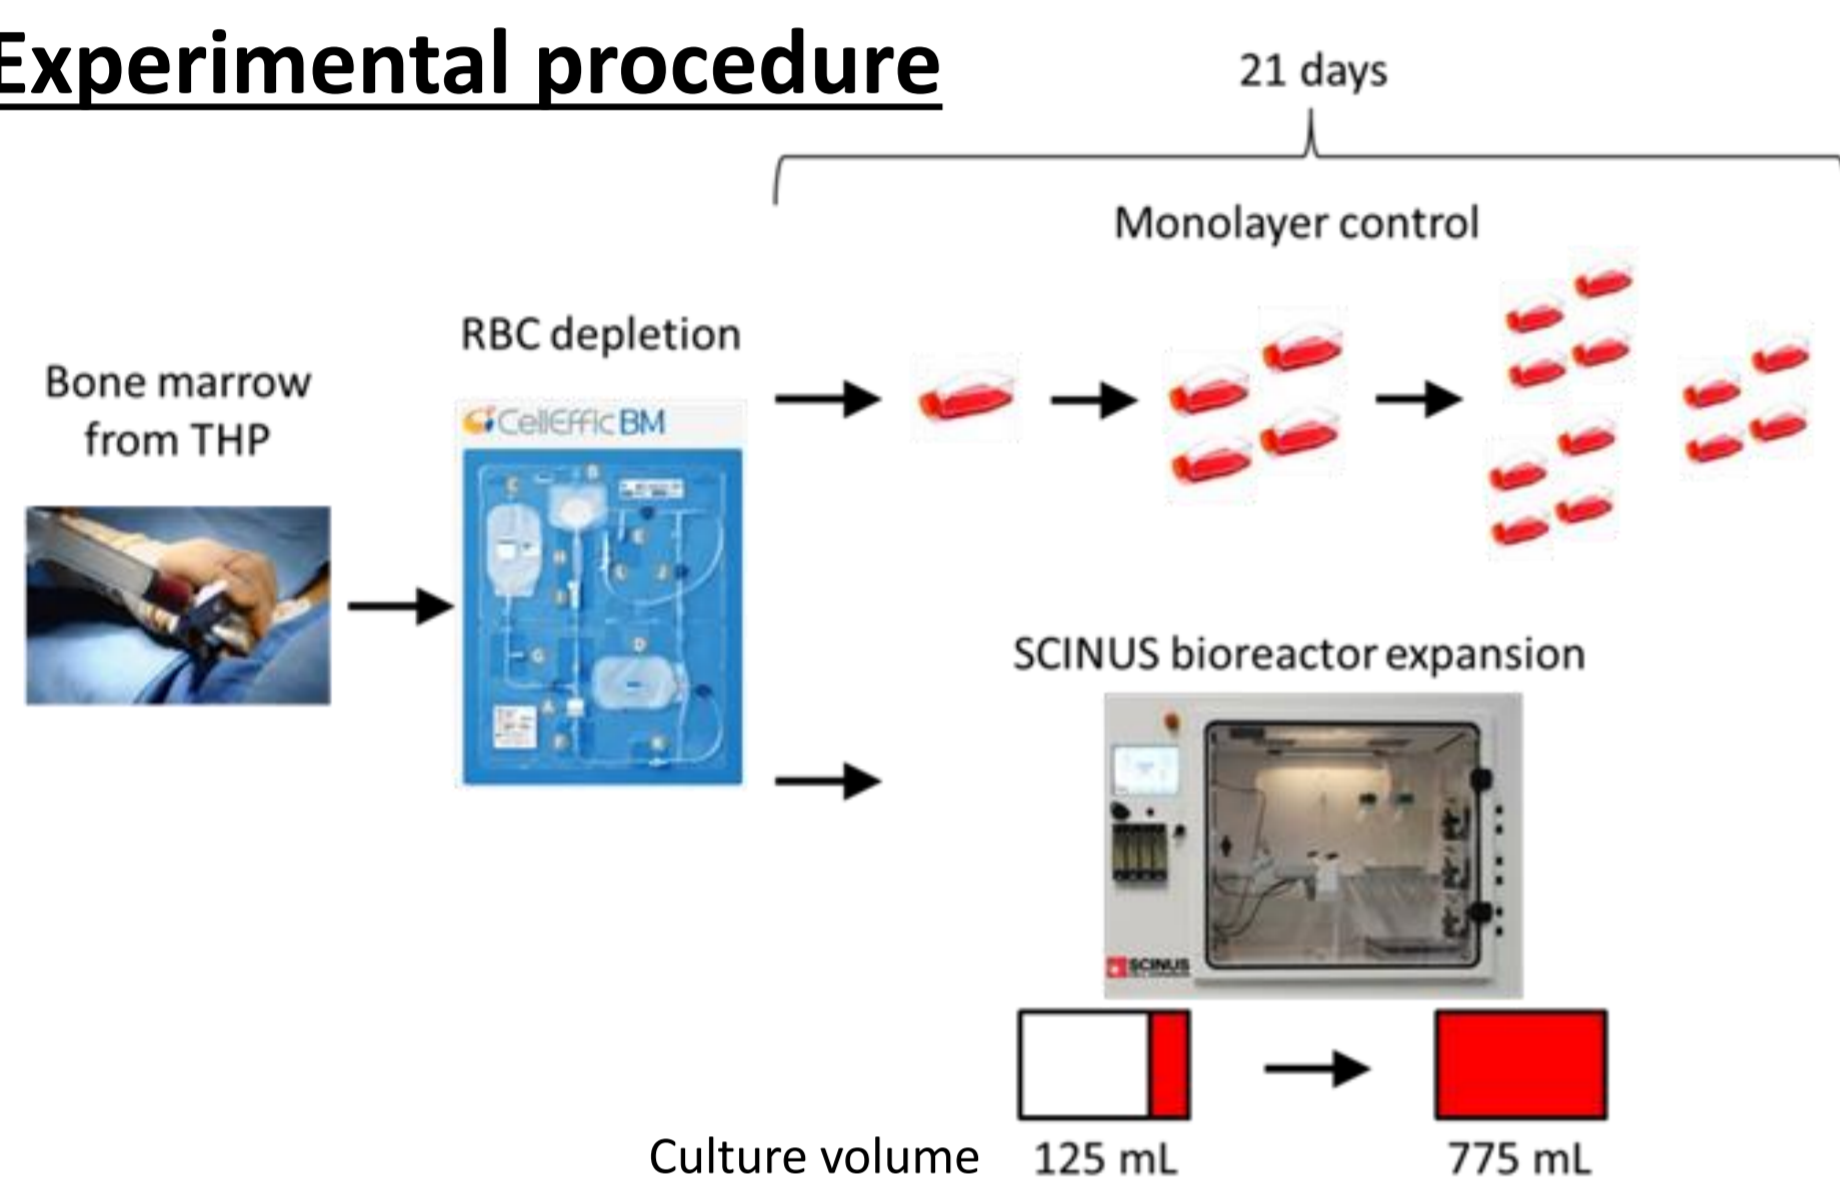 Experimental procedure
21 days
Monolayer control
RBC depletion
Bone marrow
from THP
CellEffic BM
SCINUS bioreactor expansion
SCINUS
Culture volume 125 mL 775 mL